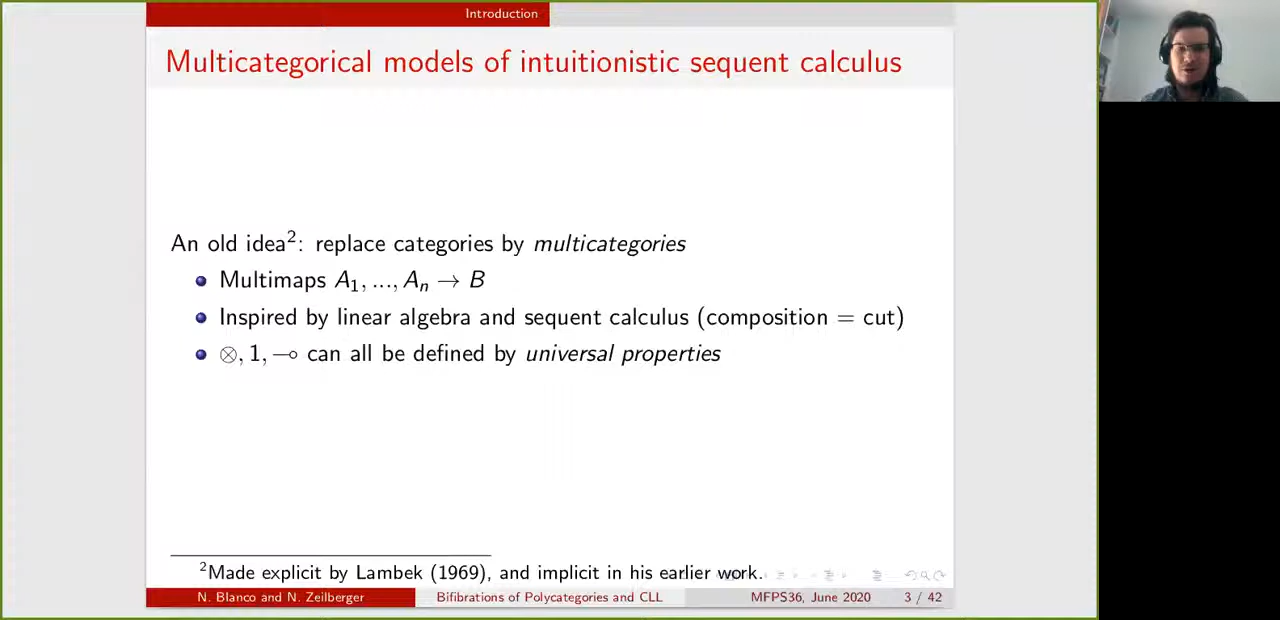 Introduction
Multicategorical models of intuitionistic sequent calculus
An old idea²: replace categories by multicategories
Multimaps A₁, ..., Aₙ → B
Inspired by linear algebra and sequent calculus (composition = cut)
⊗, 1, ⊸ can all be defined by universal properties
²Made explicit by Lambek (1969), and implicit in his earlier work.
N. Blanco and N. Zeilberger Bifibrations of Polycategories and CLL MFPS36, June 2020 3 / 42